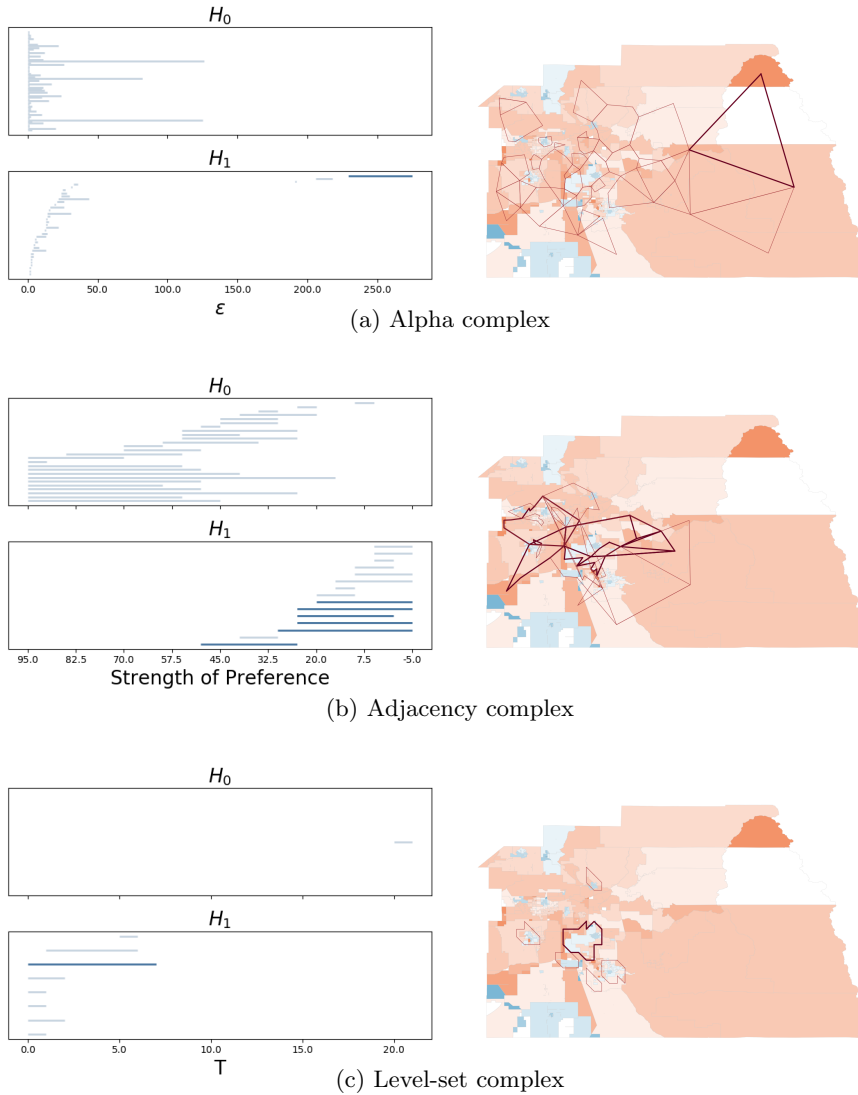 H₀
H₁
0.0 50.0 100.0 150.0 200.0 250.0
ε
(a) Alpha complex
H₀
H₁
95.0 82.5 70.0 57.5 45.0 32.5 20.0 7.5 -5.0
Strength of Preference
(b) Adjacency complex
H₀
H₁
0.0 5.0 10.0 15.0 20.0
T
(c) Level-set complex